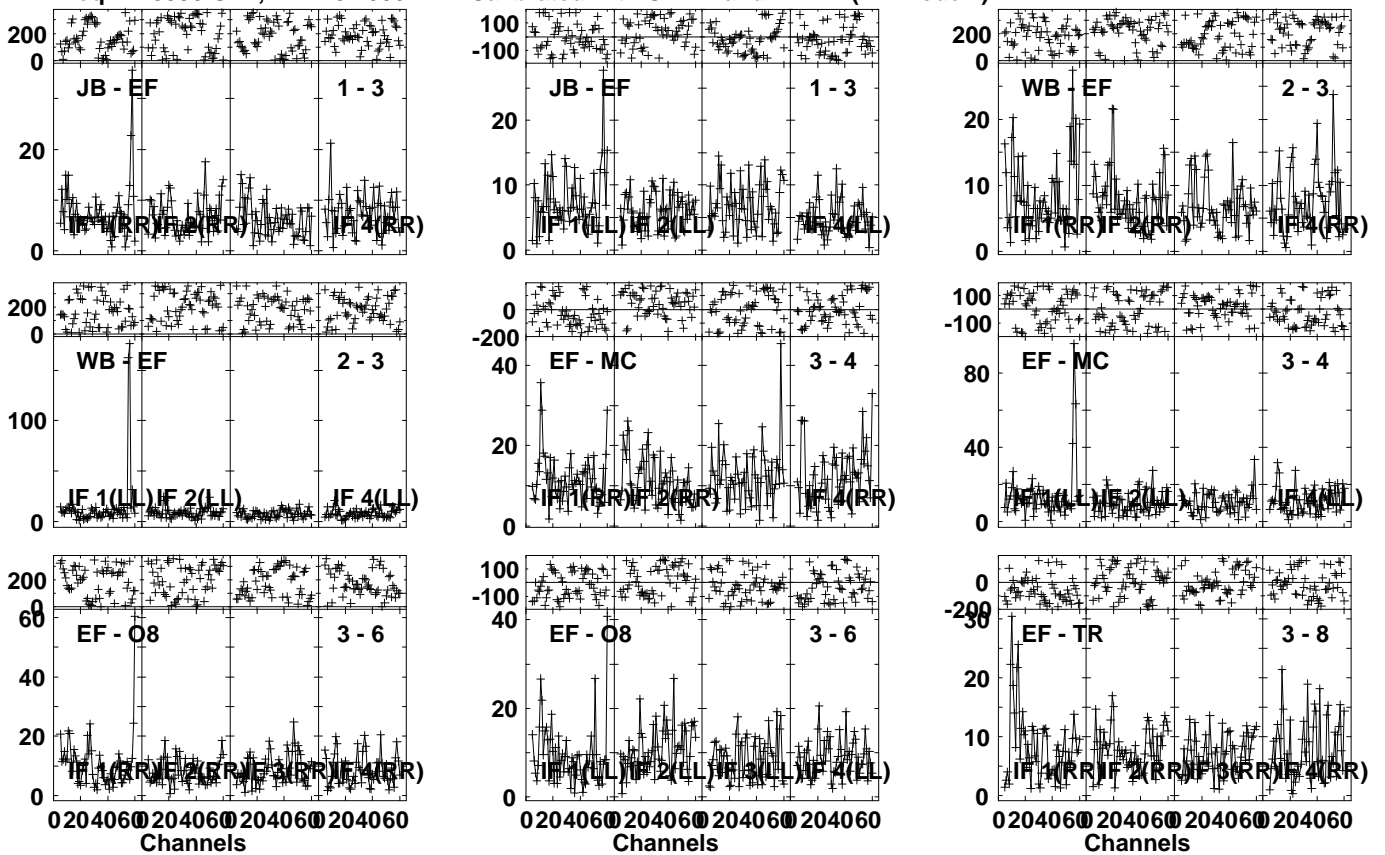 200
0
JB - EF 1 - 3
20
0
IF 1(RR) IF 2(RR) IF 4(RR)
100
-100
JB - EF 1 - 3
20
10
0
IF 1(LL) IF 2(LL) IF 4(LL)
200
0
WB - EF 2 - 3
20
10
0
IF 1(RR) IF 2(RR) IF 4(RR)
200
0
WB - EF 2 - 3
100
0
IF 1(LL) IF 2(LL) IF 4(LL)
0
-200
EF - MC 3 - 4
40
20
0
IF 1(RR) IF 2(RR) IF 4(RR)
100
-100
EF - MC 3 - 4
80
40
0
IF 1(LL) IF 2(LL) IF 4(LL)
200
0
EF - O8 3 - 6
60
40
20
0
IF 1(RR) IF 2(RR) IF 3(RR) IF 4(RR)
0 20 40 60 0 20 40 60 0 20 40 60 0 20 40 60
Channels
100
-100
EF - O8 3 - 6
40
20
0
IF 1(LL) IF 2(LL) IF 3(LL) IF 4(LL)
0 20 40 60 0 20 40 60 0 20 40 60 0 20 40 60
Channels
0
-200
EF - TR 3 - 8
30
20
10
0
IF 1(RR) IF 2(RR) IF 3(RR) IF 4(RR)
0 20 40 60 0 20 40 60 0 20 40 60 0 20 40 60
Channels